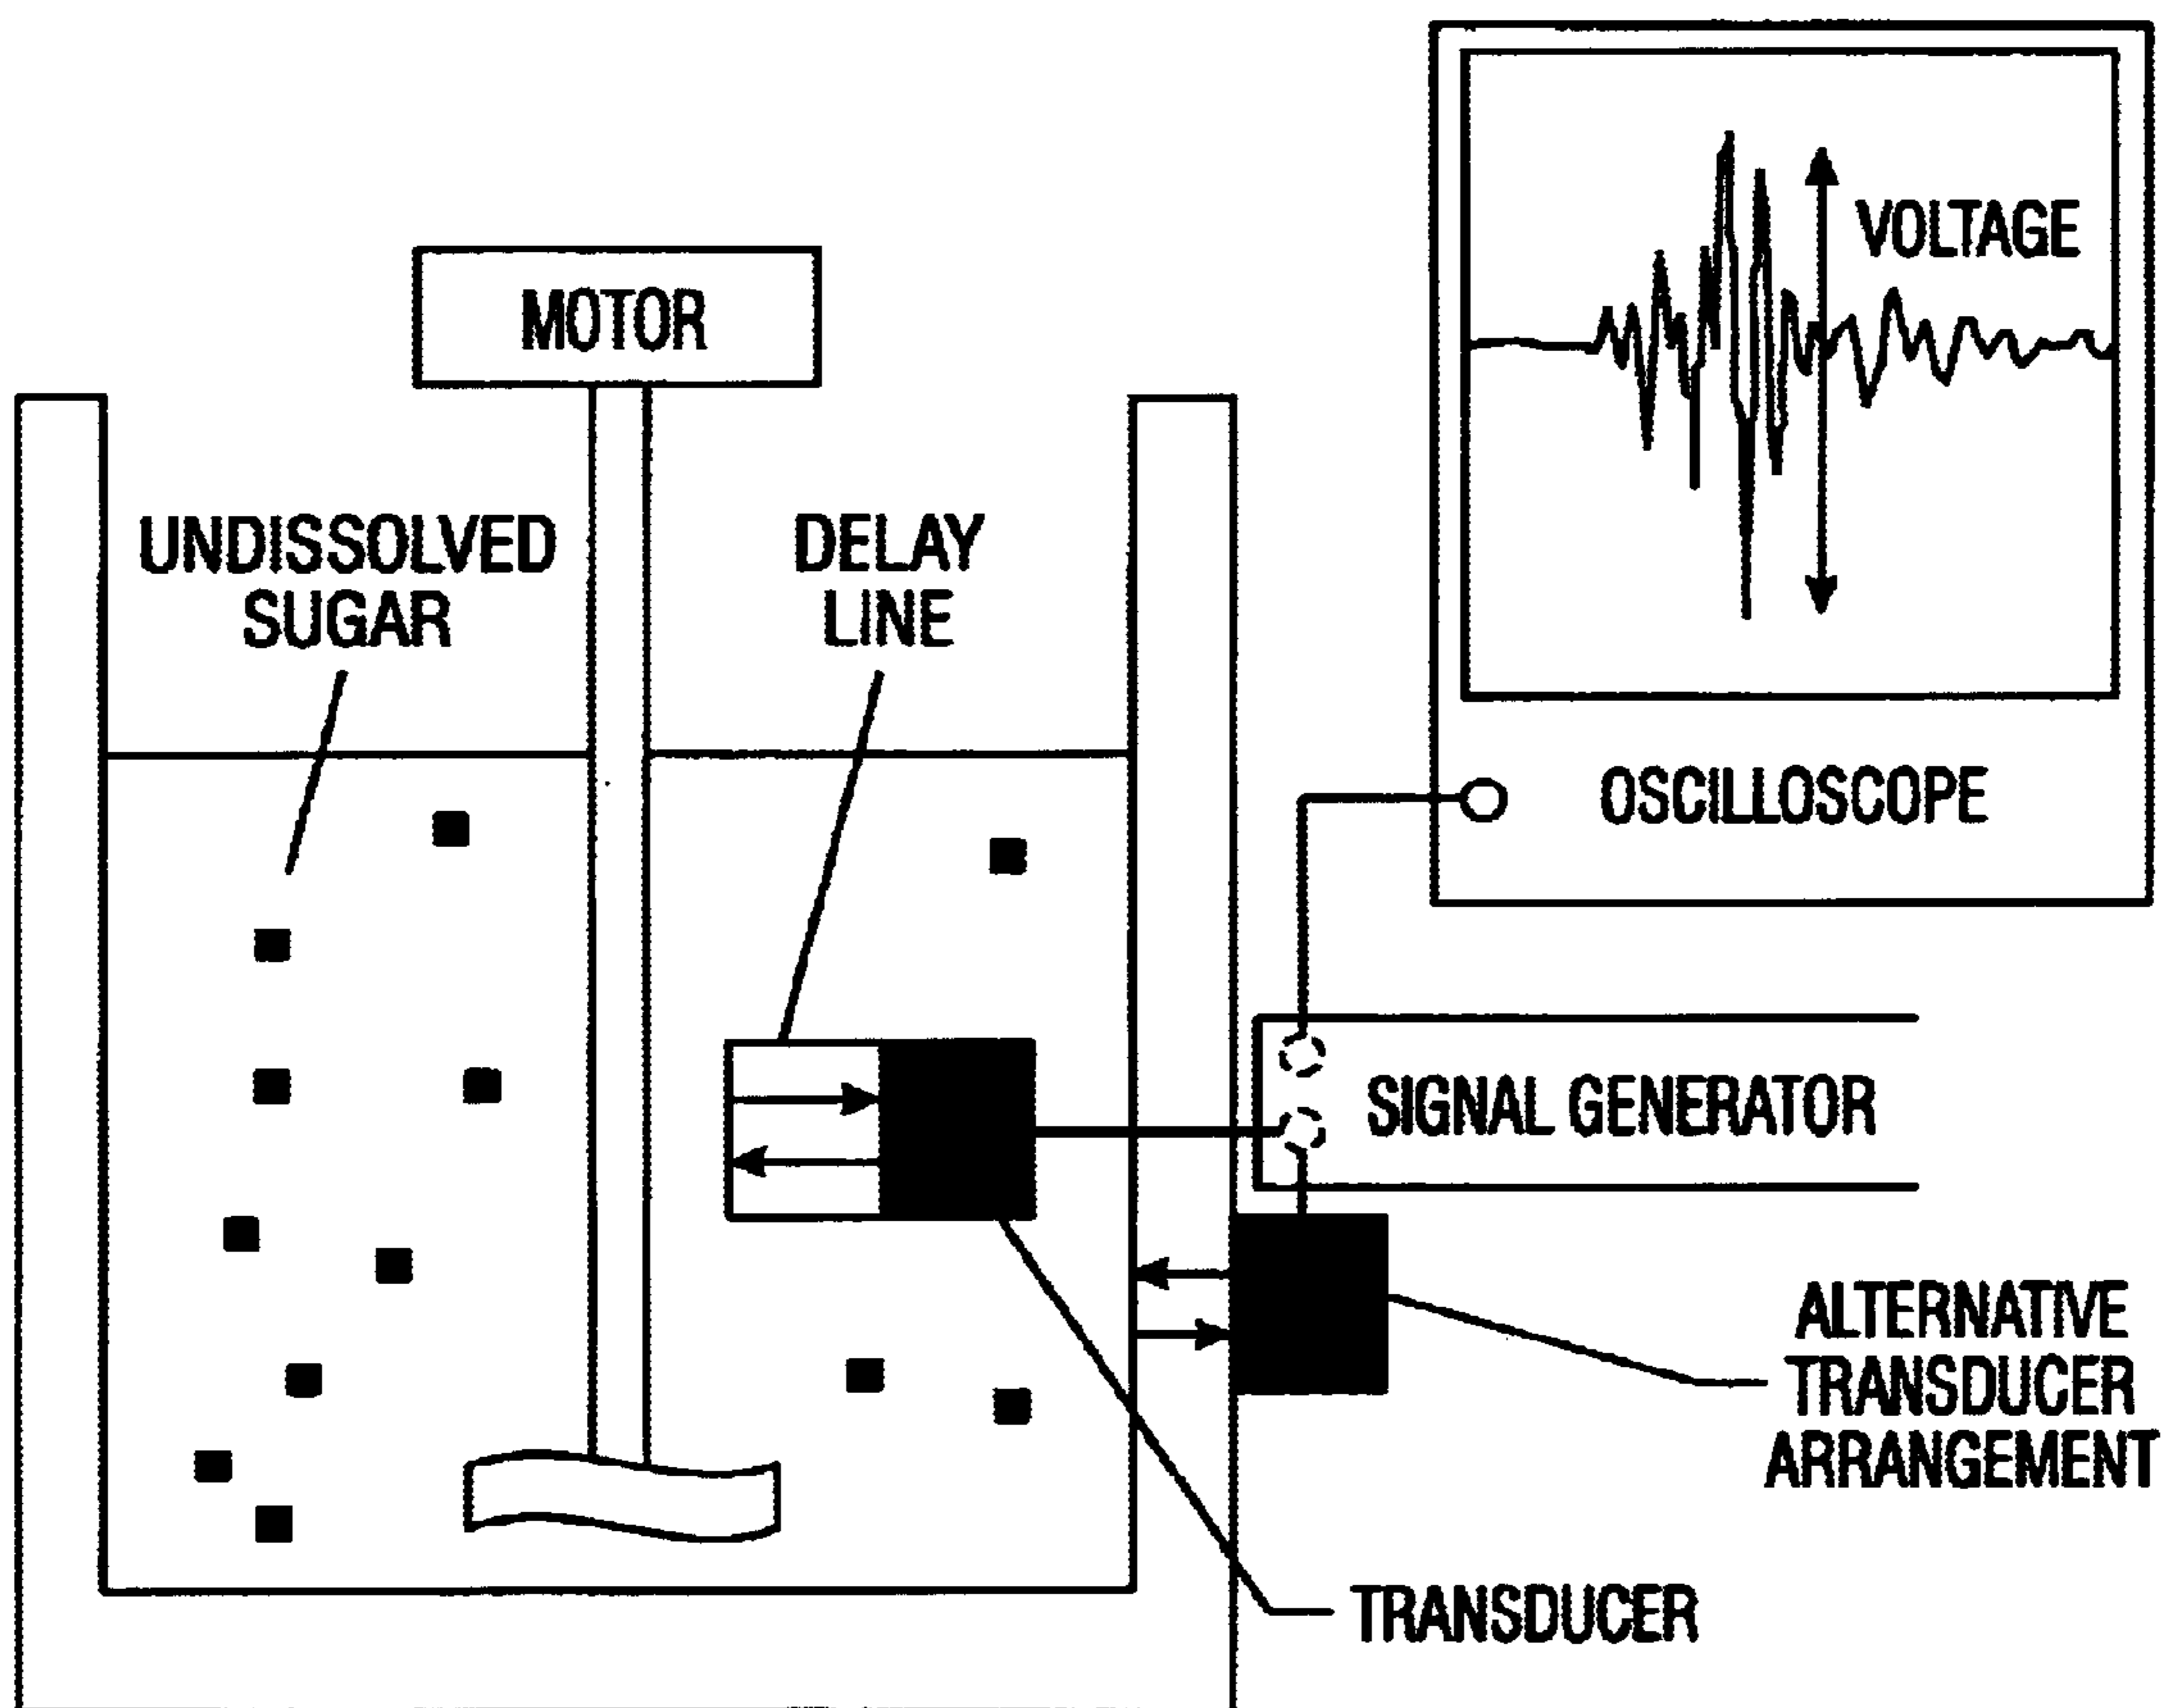 VOLTAGE
MOTOR
UNDISSOLVED
SUGAR
DELAY
LINE
OSCILLOSCOPE
SIGNAL GENERATOR
ALTERNATIVE
TRANSDUCER
ARRANGEMENT
TRANSDUCER